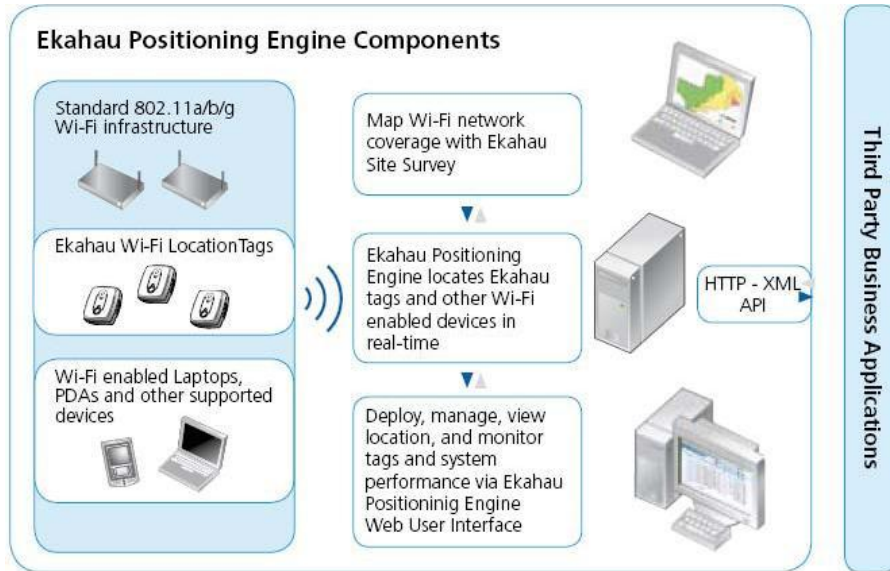 Ekahau Positioning Engine Components
Standard 802.11a/b/g
Wi-Fi infrastructure
Ekahau Wi-Fi LocationTags
Wi-Fi enabled Laptops,
PDAs and other supported
devices
Map Wi-Fi network
coverage with Ekahau
Site Survey
Ekahau Positioning
Engine locates Ekahau
tags and other Wi-Fi
enabled devices in
real-time
Deploy, manage, view
location, and monitor
tags and system
performance via Ekahau
Positioninig Engine
Web User Interface
HTTP - XML
API
Third Party Business Applications